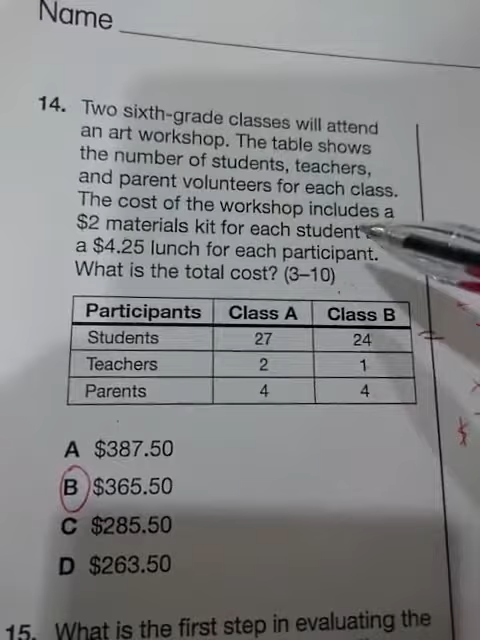 Name
14. Two sixth-grade classes will attend
an art workshop. The table shows
the number of students, teachers,
and parent volunteers for each class.
The cost of the workshop includes a
$2 materials kit for each student
a $4.25 lunch for each participant.
What is the total cost? (3–10)
Participants Class A Class B
Students 27 24
Teachers 2 1
Parents 4 4
A $387.50
B $365.50
C $285.50
D $263.50
15. What is the first step in evaluating the